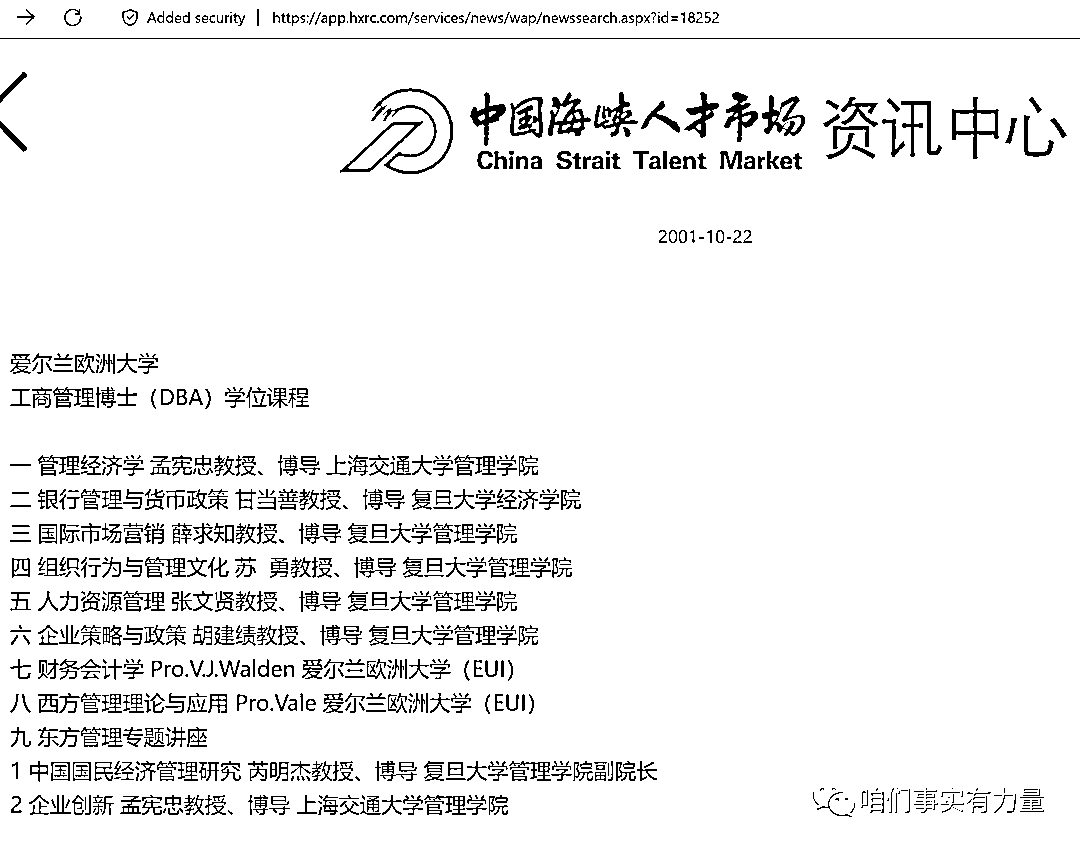 Added security | https://app.hxrc.com/services/news/wap/newssearch.aspx?id=18252
中国海峡人才市场 资讯中心
China Strait Talent Market
2001-10-22
爱尔兰欧洲大学
工商管理博士（DBA）学位课程
一 管理经济学 孟宪忠教授、博导 上海交通大学管理学院
二 银行管理与货币政策 甘当善教授、博导 复旦大学经济学院
三 国际市场营销 薛求知教授、博导 复旦大学管理学院
四 组织行为与管理文化 苏  勇教授、博导 复旦大学管理学院
五 人力资源管理 张文贤教授、博导 复旦大学管理学院
六 企业策略与政策 胡建绩教授、博导 复旦大学管理学院
七 财务会计学 Pro.V.J.Walden 爱尔兰欧洲大学（EUI）
八 西方管理理论与应用 Pro.Vale 爱尔兰欧洲大学（EUI）
九 东方管理专题讲座
1 中国国民经济管理研究 芮明杰教授、博导 复旦大学管理学院副院长
2 企业创新 孟宪忠教授、博导 上海交通大学管理学院
咱们事实有力量